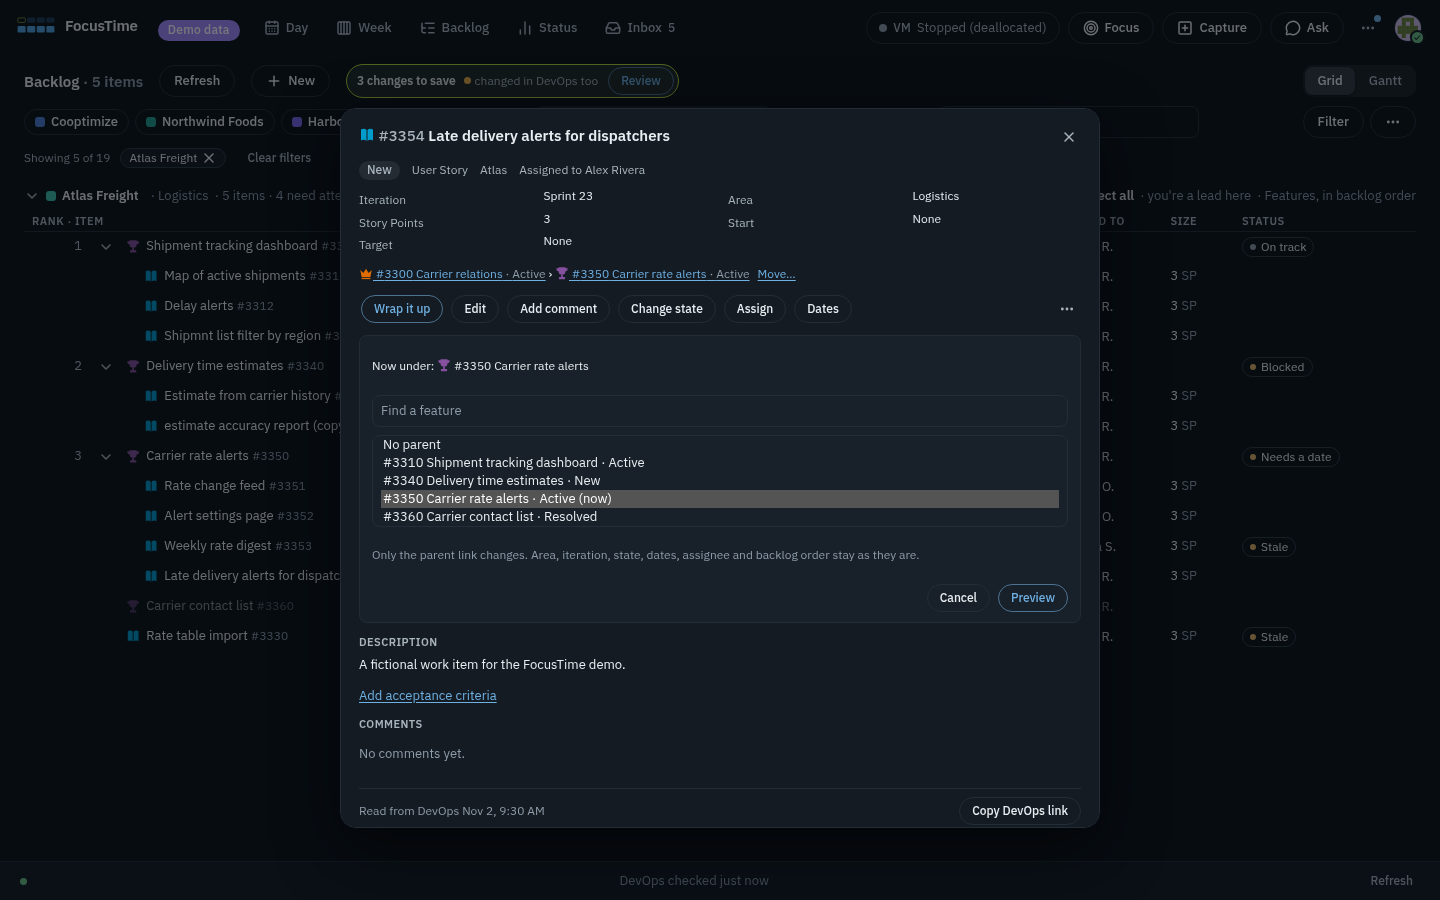 FocusTime Demo data Day Week Backlog Status Inbox 5 VM Stopped (deallocated) Focus Capture Ask
Backlog · 5 items Refresh New 3 changes to save changed in DevOps too Review Grid Gantt
Cooptimize Northwind Foods Filter
Showing 5 of 19 Atlas Freight Clear filters
Atlas Freight · Logistics · 5 items · 4 need · you're a lead here · Features, in backlog order
RANK · ITEM SIZE STATUS
1 Shipment tracking dashboard R. On track
Map of active shipments R. 3 SP
Delay alerts #3312 R. 3 SP
Shipmnt list filter by region R. 3 SP
2 Delivery time estimates #3340 R. Blocked
Estimate from carrier history R. 3 SP
estimate accuracy report R. 3 SP
3 Carrier rate alerts #3350 R. Needs a date
Rate change feed #3351 O. 3 SP
Alert settings page #3352 O. 3 SP
Weekly rate digest #3353 S. 3 SP Stale
Late delivery alerts for R. 3 SP
Carrier contact list #3360 R.
Rate table import #3330 R. 3 SP Stale
#3354 Late delivery alerts for dispatchers
New User Story Atlas Assigned to Alex Rivera
Iteration Sprint 23 Area Logistics
Story Points 3 Start None
Target None
#3300 Carrier relations · Active › #3350 Carrier rate alerts · Active Move...
Wrap it up Edit Add comment Change state Assign Dates
Now under: #3350 Carrier rate alerts
Find a feature
No parent
#3310 Shipment tracking dashboard · Active
#3340 Delivery time estimates · New
#3350 Carrier rate alerts · Active (now)
#3360 Carrier contact list · Resolved
Only the parent link changes. Area, iteration, state, dates, assignee and backlog order stay as they are.
Cancel Preview
DESCRIPTION
A fictional work item for the FocusTime demo.
Add acceptance criteria
COMMENTS
No comments yet.
Read from DevOps Nov 2, 9:30 AM Copy DevOps link
DevOps checked just now Refresh